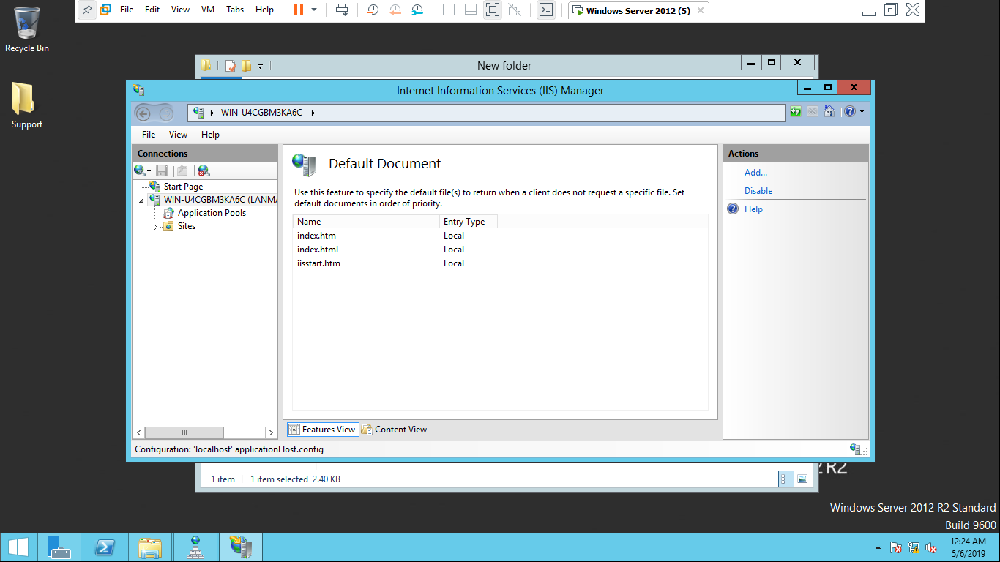 File Edit View VM Tabs Help
Windows Server 2012 (5)
Recycle Bin
Support
New folder
Internet Information Services (IIS) Manager
WIN-U4CGBM3KA6C
File View Help
Connections
Start Page
WIN-U4CGBM3KA6C (LANMA
Application Pools
Sites
Default Document
Use this feature to specify the default file(s) to return when a client does not request a specific file. Set
default documents in order of priority.
Name Entry Type
index.htm Local
index.html Local
iisstart.htm Local
Features View Content View
Actions
Add...
Disable
Help
Configuration: 'localhost' applicationHost.config
2 R2
1 item 1 item selected 2.40 KB
Windows Server 2012 R2 Standard
Build 9600
12:24 AM
5/6/2019